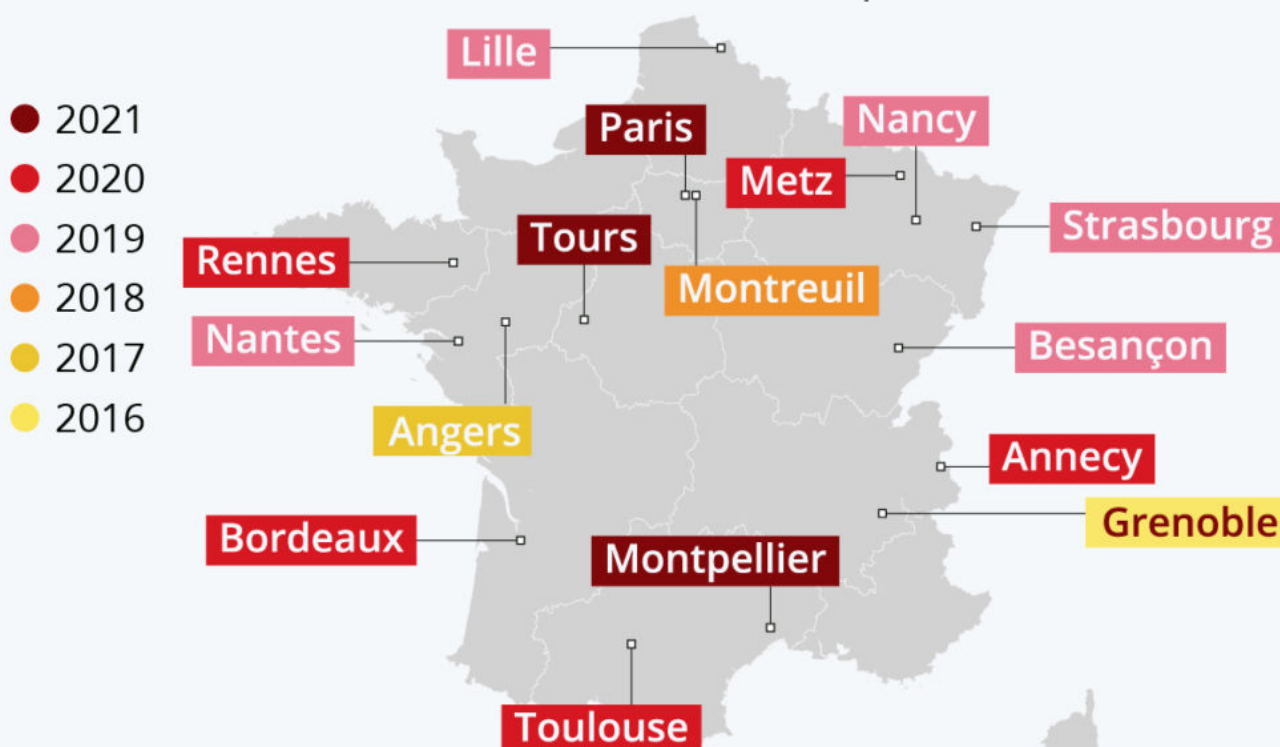 Lille
2021
2020
2019
2018
2017
2016
Paris
Nancy
Metz
Strasbourg
Tours
Rennes
Montreuil
Nantes
Besançon
Angers
Annecy
Grenoble
Bordeaux
Montpellier
Toulouse